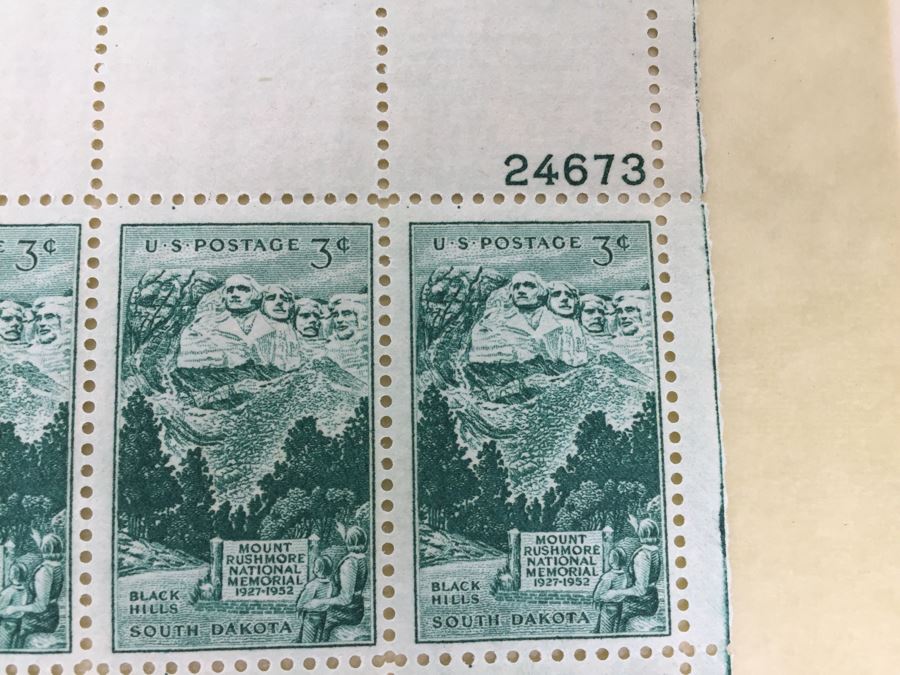 24673
3¢
U·S·POSTAGE 3¢
MOUNT
RUSHMORE
NATIONAL
MEMORIAL
1927-1952
BLACK
HILLS
SOUTH DAKOTA
U·S·POSTAGE 3¢
MOUNT
RUSHMORE
NATIONAL
MEMORIAL
1927-1952
BLACK
HILLS
SOUTH DAKOTA